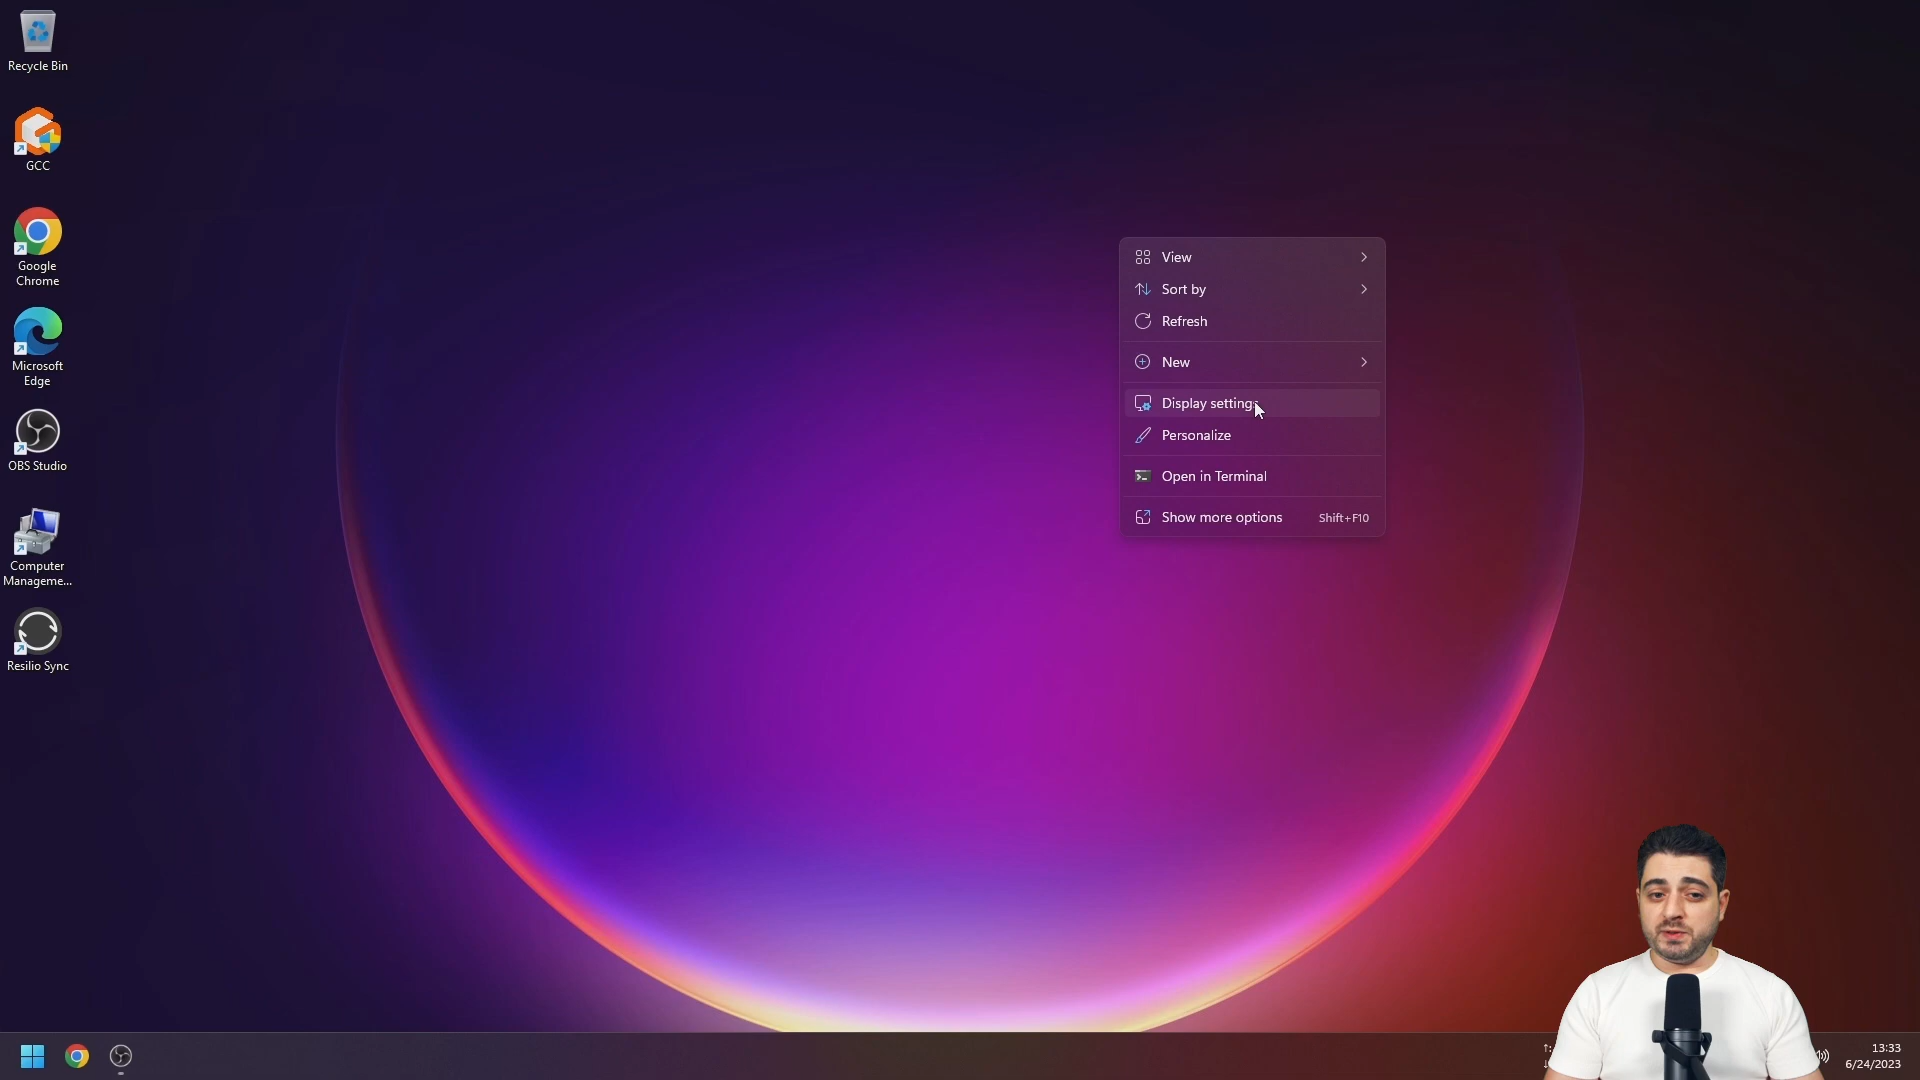 Recycle Bin
GCC
Google
Chrome
Microsoft
Edge
OBS Studio
Computer
Manageme...
Resilio Sync
View
Sort by
Refresh
New
Display settings
Personalize
Open in Terminal
Show more options Shift+F10
13:33
6/24/2023